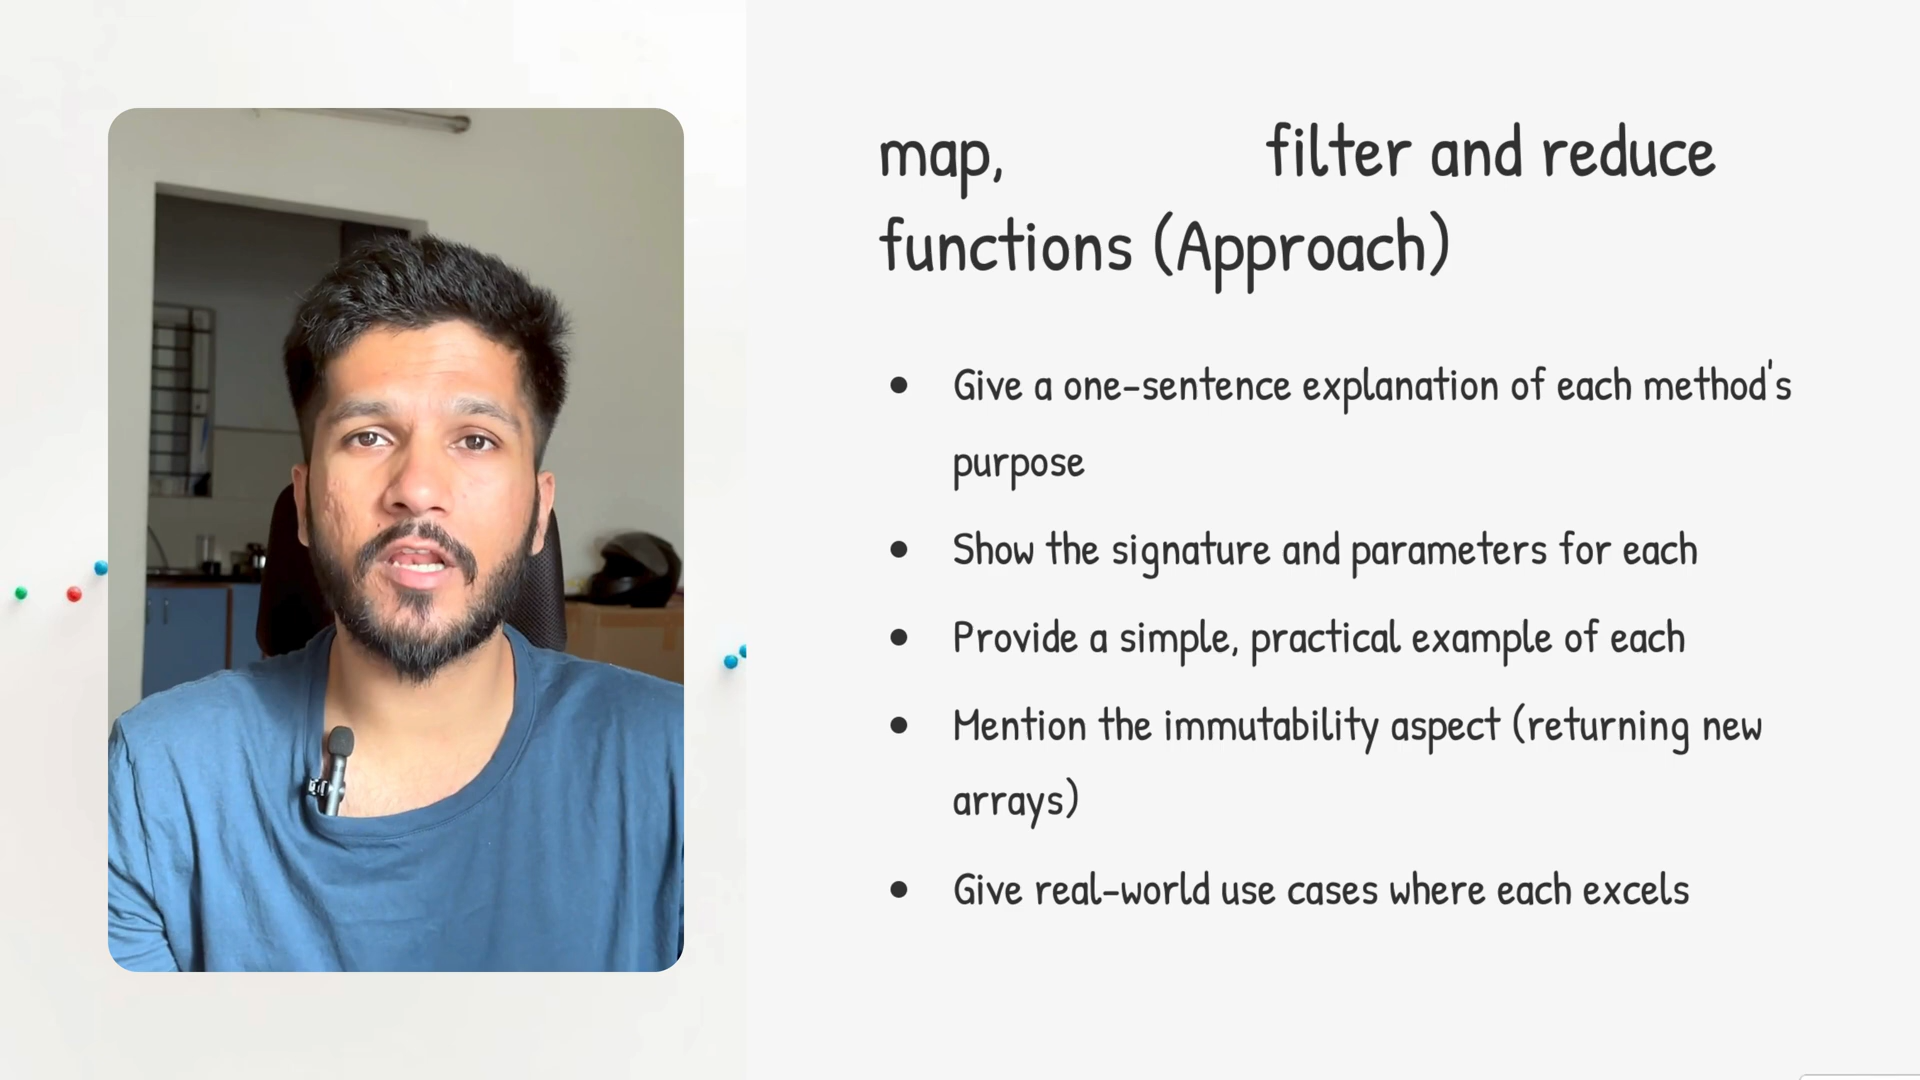 map, filter and reduce
functions (Approach)
● Give a one-sentence explanation of each method's
purpose
● Show the signature and parameters for each
● Provide a simple, practical example of each
● Mention the immutability aspect (returning new
arrays)
● Give real-world use cases where each excels